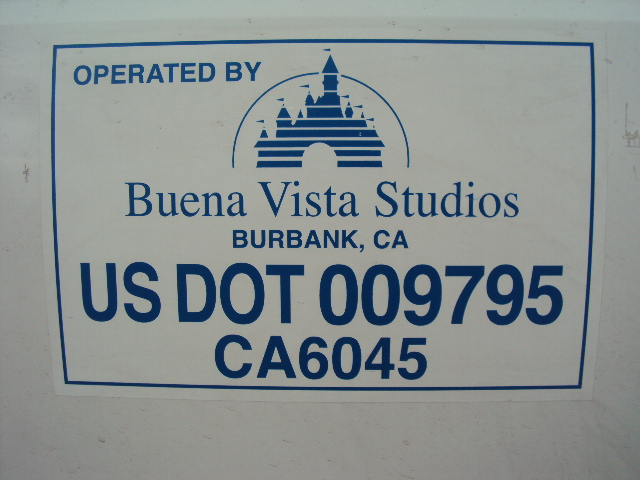 OPERATED BY
Buena Vista Studios
BURBANK, CA
US DOT 009795
CA6045